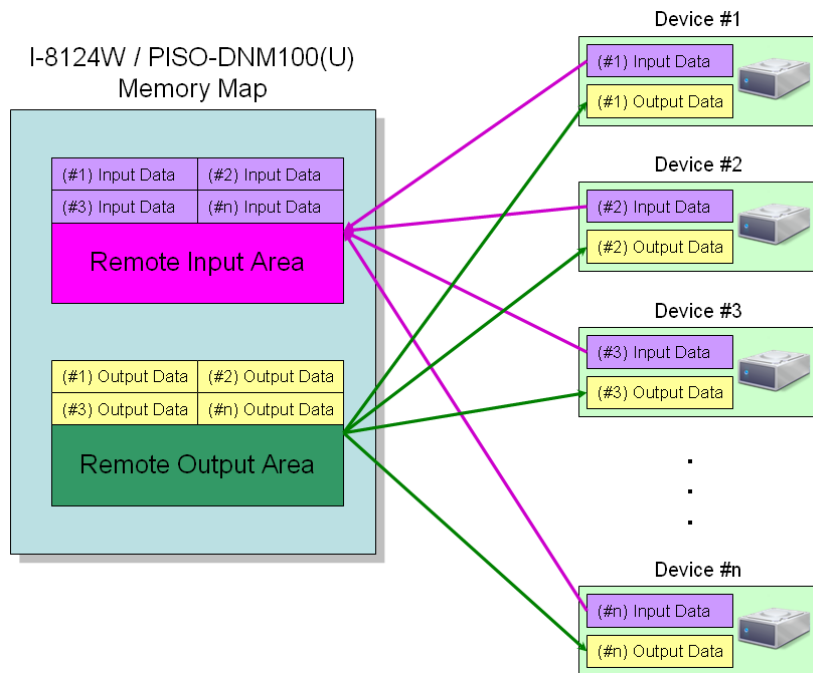 I-8124W / PISO-DNM100(U)
Memory Map
(#1) Input Data (#2) Input Data
(#3) Input Data (#n) Input Data
Remote Input Area
(#1) Output Data (#2) Output Data
(#3) Output Data (#n) Output Data
Remote Output Area
Device #1
(#1) Input Data
(#1) Output Data
Device #2
(#2) Input Data
(#2) Output Data
Device #3
(#3) Input Data
(#3) Output Data
.
.
.
Device #n
(#n) Input Data
(#n) Output Data